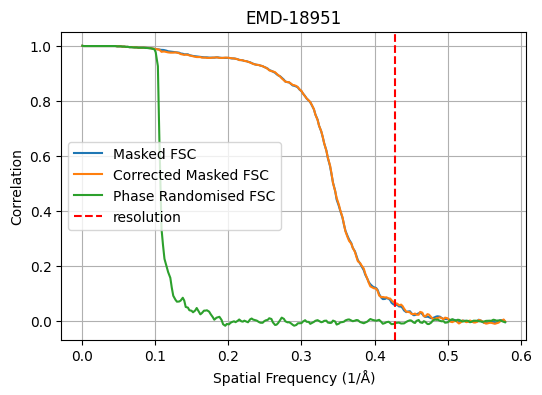 EMD-18951
1.0
0.8
0.6
0.4
0.2
0.0
Correlation
Masked FSC
Corrected Masked FSC
Phase Randomised FSC
resolution
0.0 0.1 0.2 0.3 0.4 0.5 0.6
Spatial Frequency (1/Å)